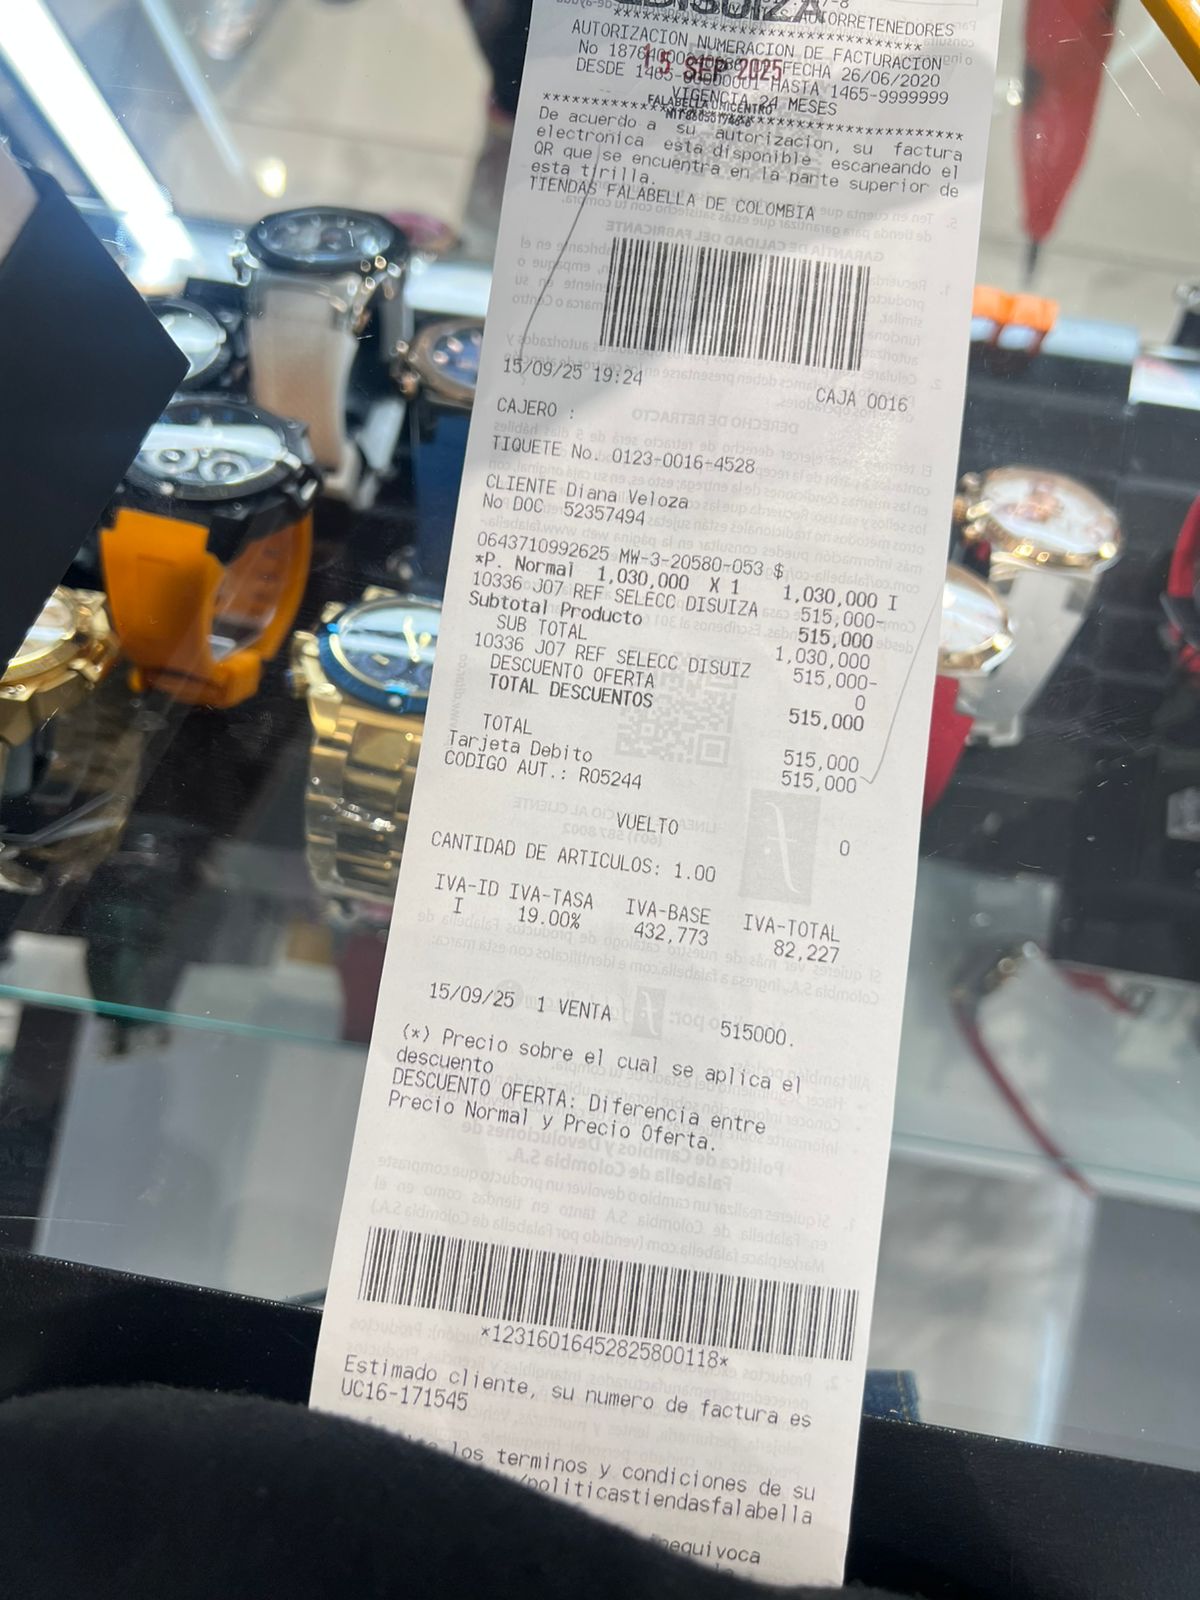 AUTORRETENEDORES
************************************
AUTORIZACION NUMERACION DE FACTURACION
FECHA 26/06/2020
15 SEP 2025
HASTA 1465-9999999
VIGENCIA 24 MESES
FALABELLA UNICENTRO
************************************
De acuerdo a su autorizacion, su factura
electronica esta disponible escaneando el
QR que se encuentra en la parte superior de
esta tirilla.
TIENDAS FALABELLA DE COLOMBIA
15/09/25 19:24 CAJA 0016
CAJERO :
TIQUETE No. 0123-0016-4528
CLIENTE Diana Veloza
No DOC 52357494
0643710992625 MW-3-20580-053 $
*P. Normal 1,030,000 X 1 1,030,000 I
10336 J07 REF SELECC DISUIZA 515,000-
Subtotal Producto 515,000
SUB TOTAL 1,030,000
10336 J07 REF SELECC DISUIZ 515,000-
DESCUENTO OFERTA 0
TOTAL DESCUENTOS 515,000
TOTAL 515,000
Tarjeta Debito 515,000
CODIGO AUT.: R05244
VUELTO 0
CANTIDAD DE ARTICULOS: 1.00
IVA-ID IVA-TASA IVA-BASE IVA-TOTAL
I 19.00% 432,773 82,227
15/09/25 1 VENTA 515000.
(*) Precio sobre el cual se aplica el
descuento
DESCUENTO OFERTA: Diferencia entre
Precio Normal y Precio Oferta.
*12316016452825800118*
Estimado cliente, su numero de factura es
UC16-171545
los terminos y condiciones de su
/politicastiendasfalabella
inequivoca